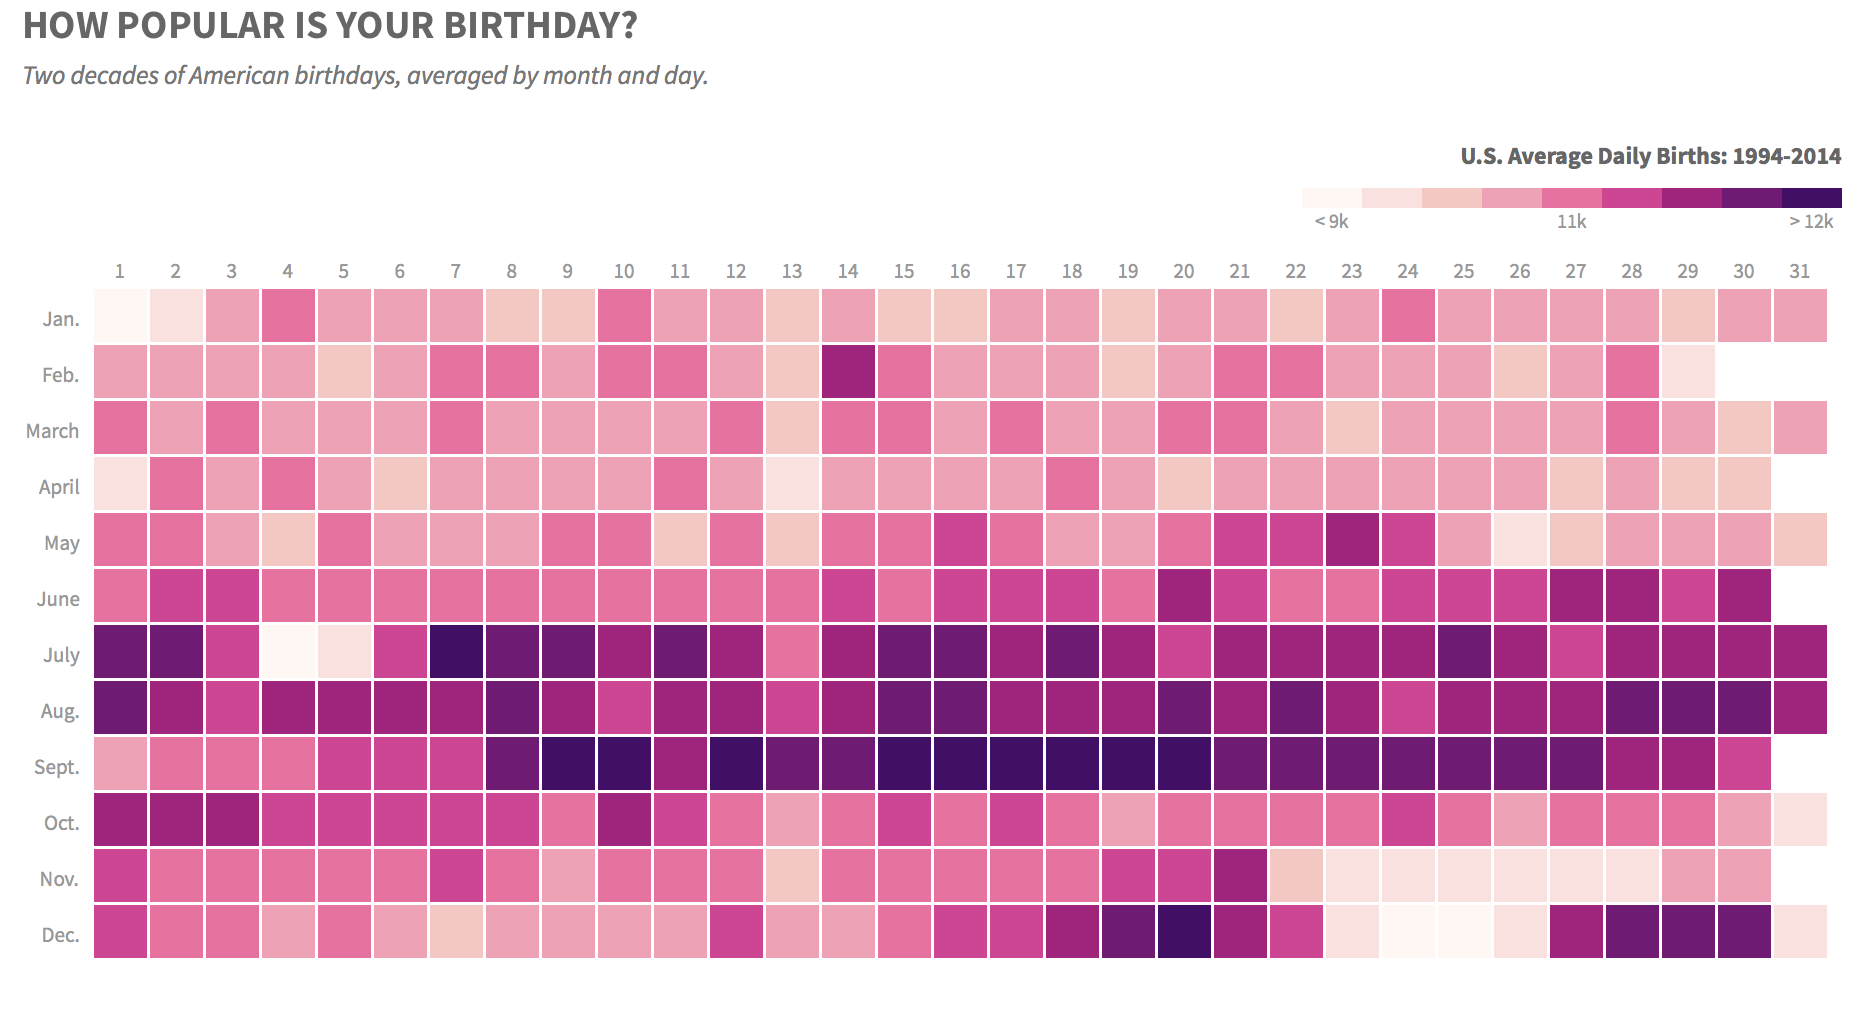 HOW POPULAR IS YOUR BIRTHDAY?
Two decades of American birthdays, averaged by month and day.
U.S. Average Daily Births: 1994-2014
< 9k 11k > 12k
1 2 3 4 5 6 7 8 9 10 11 12 13 14 15 16 17 18 19 20 21 22 23 24 25 26 27 28 29 30 31
Jan.
Feb.
March
April
May
June
July
Aug.
Sept.
Oct.
Nov.
Dec.